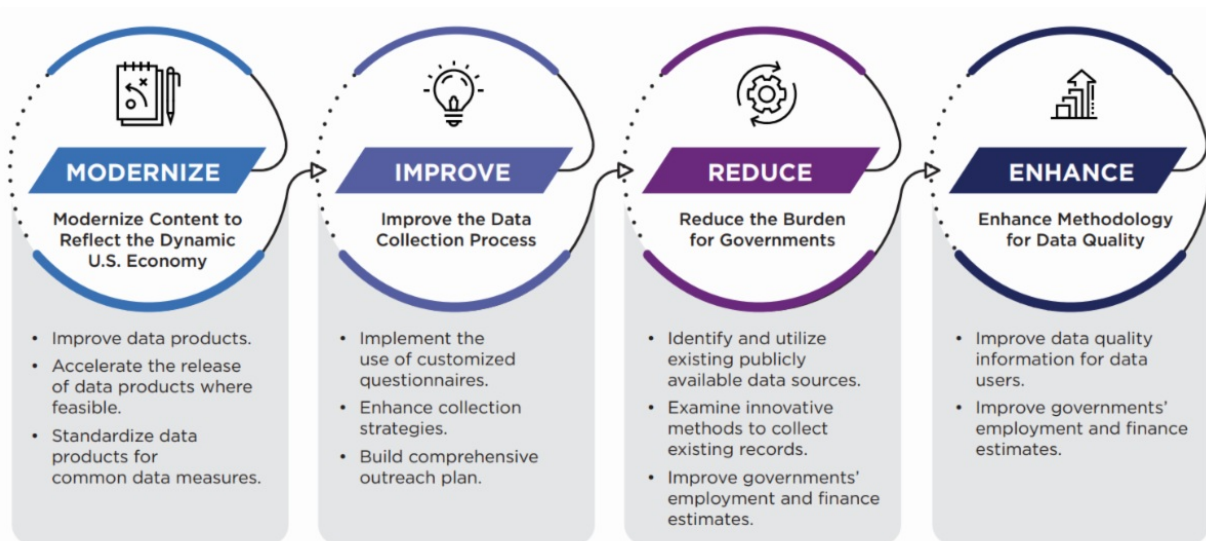 MODERNIZE
Modernize Content to
Reflect the Dynamic
U.S. Economy
• Improve data products.
• Accelerate the release
of data products where
feasible.
• Standardize data
products for
common data measures.
IMPROVE
Improve the Data
Collection Process
• Implement the
use of customized
questionnaires.
• Enhance collection
strategies.
• Build comprehensive
outreach plan.
REDUCE
Reduce the Burden
for Governments
• Identify and utilize
existing publicly
available data sources.
• Examine innovative
methods to collect
existing records.
• Improve governments’
employment and finance
estimates.
ENHANCE
Enhance Methodology
for Data Quality
• Improve data quality
information for data
users.
• Improve governments’
employment and finance
estimates.